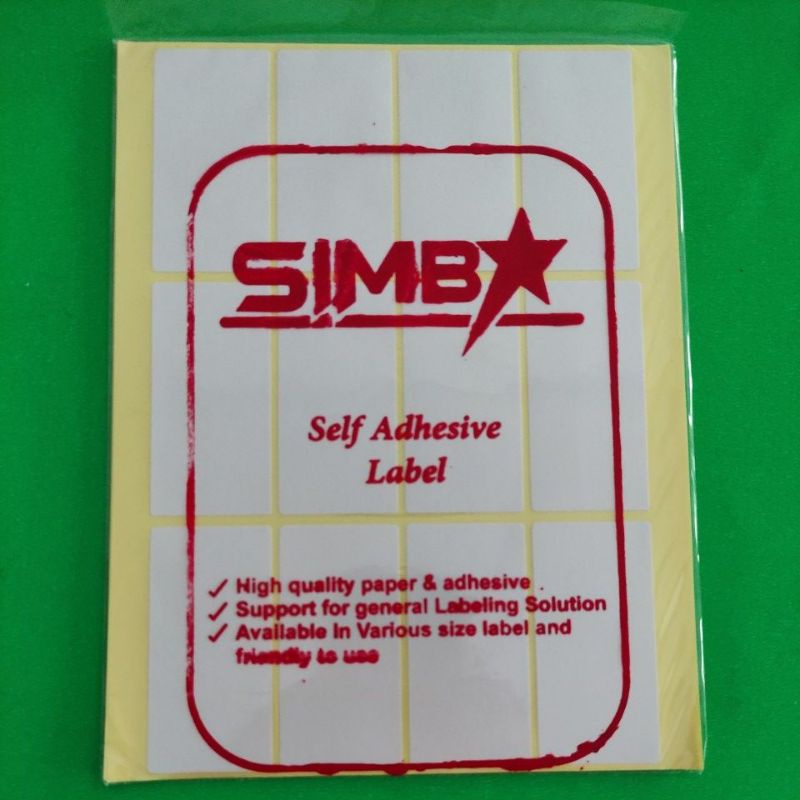 SIMBA
Self Adhesive
Label
✓ High quality paper & adhesive
✓ Support for general Labeling Solution
✓ Available In Various size label and
friendly to use